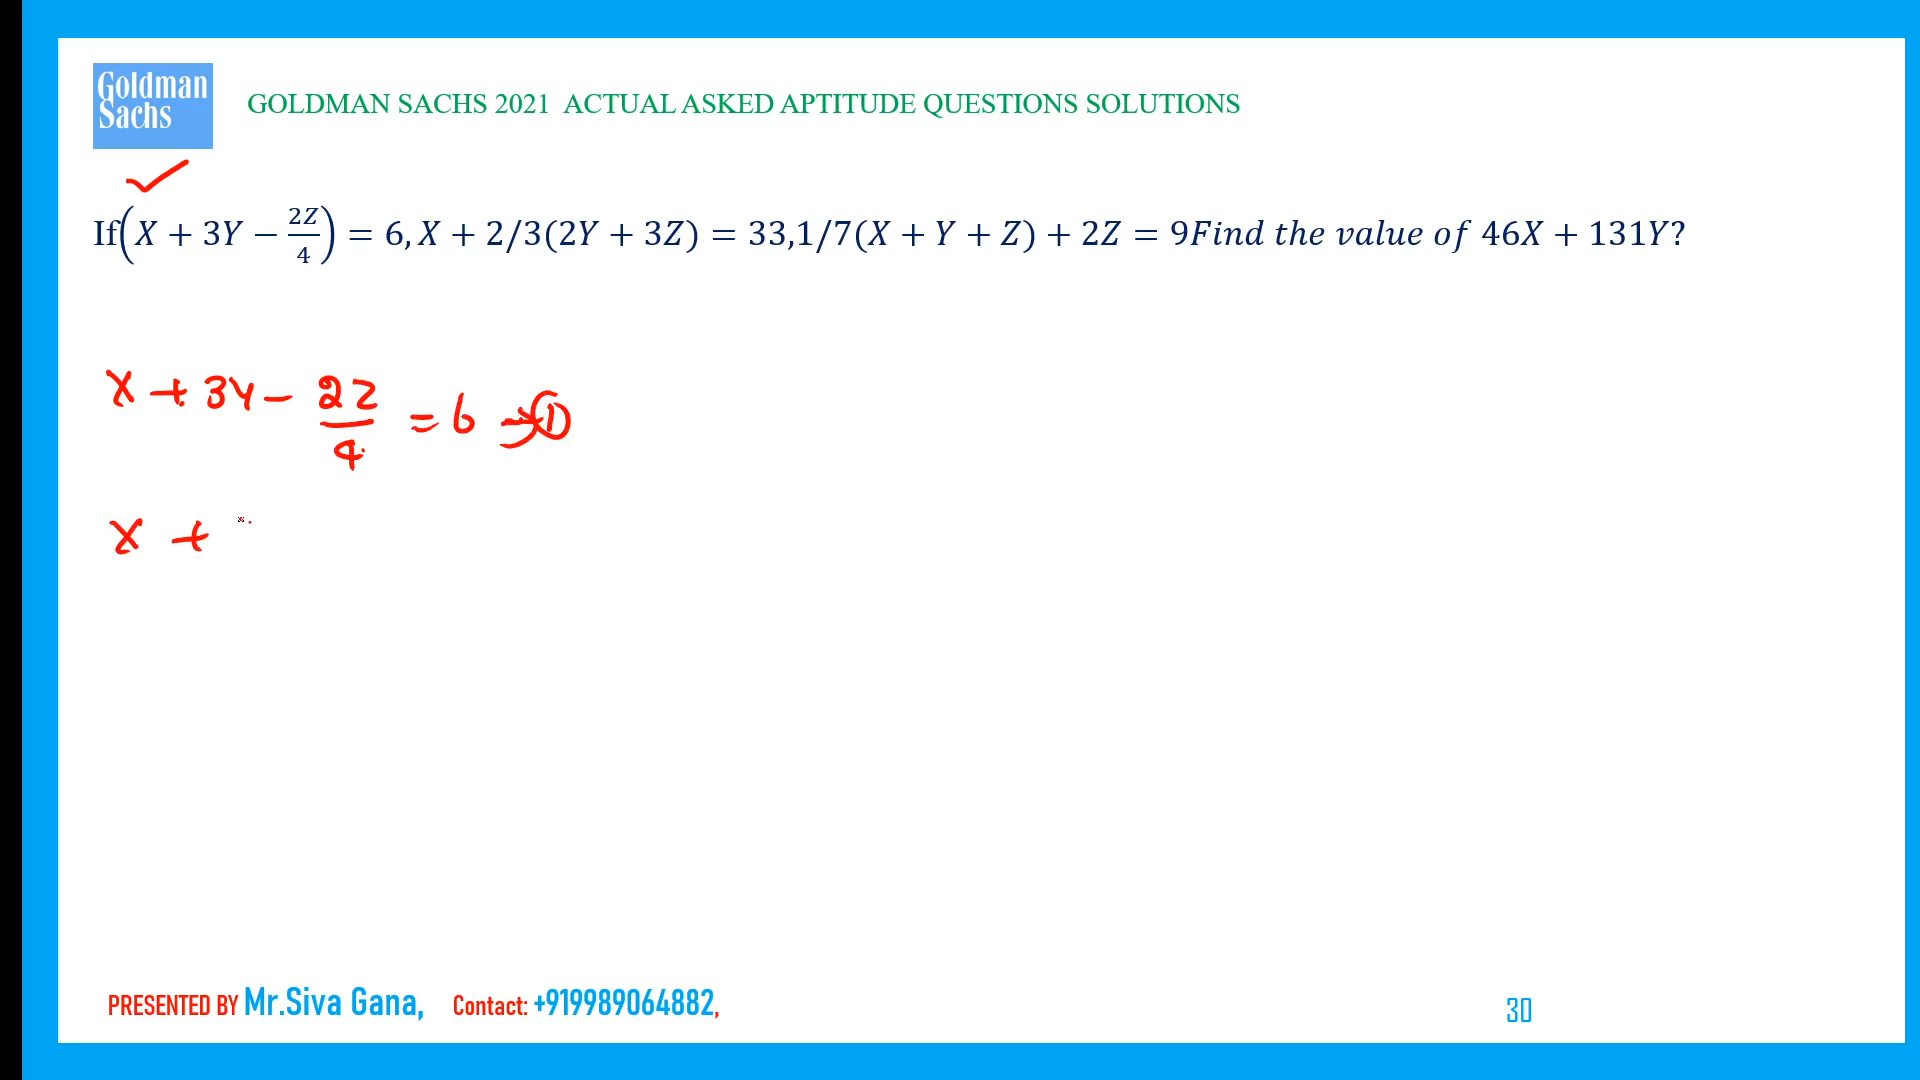 Goldman
Sachs
GOLDMAN SACHS 2021 ACTUAL ASKED APTITUDE QUESTIONS SOLUTIONS
If(X + 3Y − 2Z/4) = 6, X + 2/3(2Y + 3Z) = 33,1/7(X + Y + Z) + 2Z = 9Find the value of 46X + 131Y?
X + 3Y − 2Z/4 = 6 → ①
X +
PRESENTED BY Mr.Siva Gana, Contact: +919989064882,
30